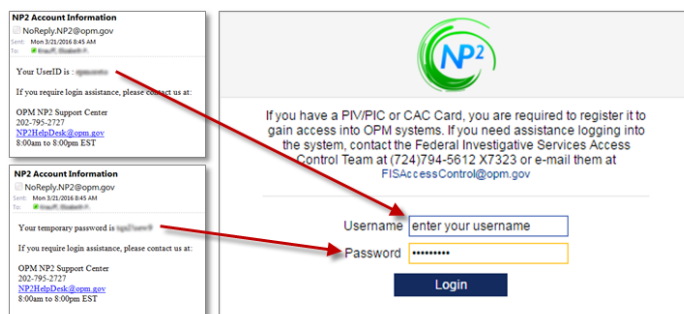 NP2 Account Information
NoReply.NP2@opm.gov
Sent: Mon 3/21/2016 8:45 AM
To:
Your UserID is :
If you require login assistance, please contact us at:
OPM NP2 Support Center
202-795-2727
NP2HelpDesk@opm.gov
8:00am to 8:00pm EST
NP2 Account Information
NoReply.NP2@opm.gov
Sent: Mon 3/21/2016 8:45 AM
To:
Your temporary password is
If you require login assistance, please contact us at:
OPM NP2 Support Center
202-795-2727
NP2HelpDesk@opm.gov
8:00am to 8:00pm EST
NP2
If you have a PIV/PIC or CAC Card, you are required to register it to
gain access into OPM systems. If you need assistance logging into
the system, contact the Federal Investigative Services Access
Control Team at (724)794-5612 X7323 or e-mail them at
FISAccessControl@opm.gov
Username enter your username
Password •••••••••
Login